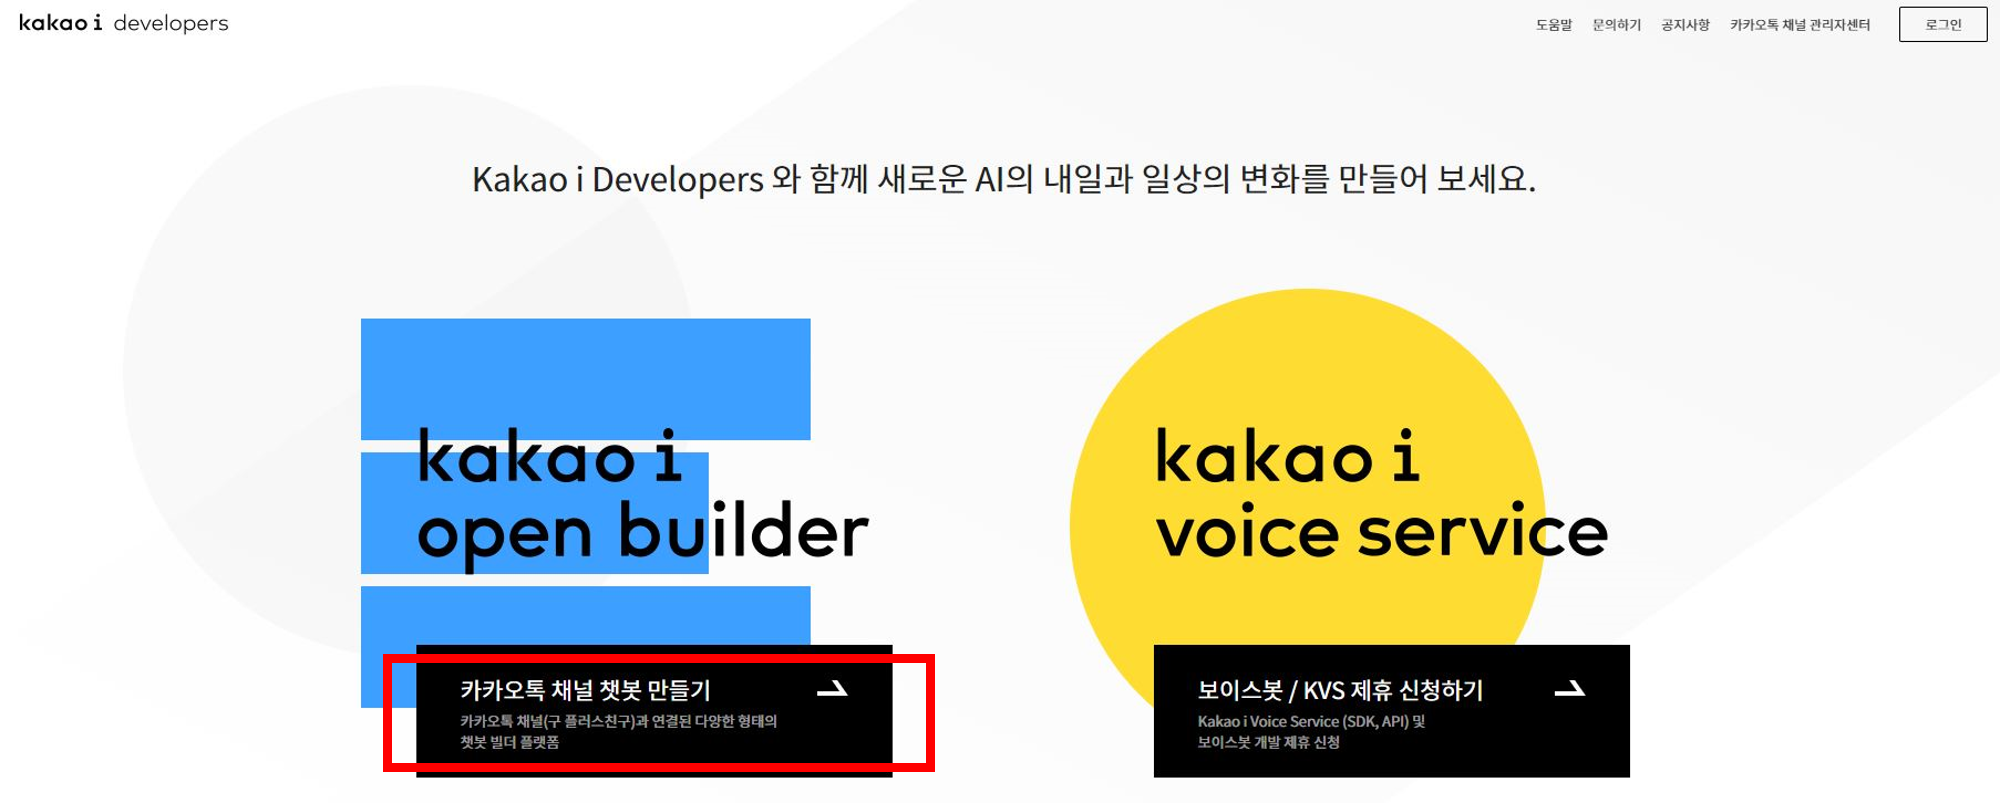 kakao i developers
도움말 문의하기 공지사항 카카오톡 채널 관리자센터 로그인
Kakao i Developers 와 함께 새로운 AI의 내일과 일상의 변화를 만들어 보세요.
kakao i
open builder
카카오톡 채널 챗봇 만들기
카카오톡 채널(구 플러스친구)과 연결된 다양한 형태의
챗봇 빌더 플랫폼
kakao i
voice service
보이스봇 / KVS 제휴 신청하기
Kakao i Voice Service (SDK, API) 및
보이스봇 개발 제휴 신청